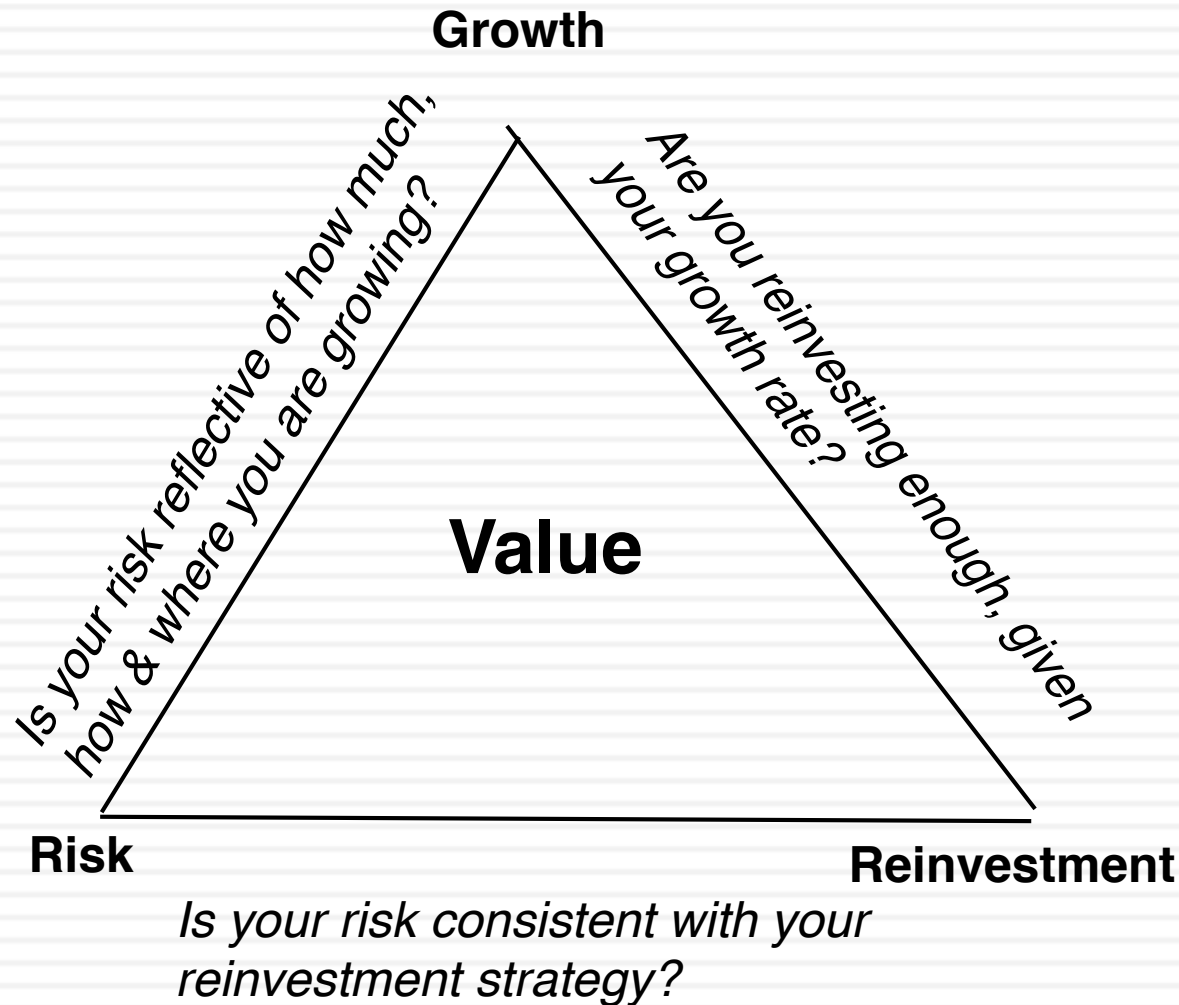 Growth
Is your risk reflective of how much,
how & where you are growing?
Are you reinvesting enough, given
your growth rate?
Value
Risk
Reinvestment
Is your risk consistent with your
reinvestment strategy?